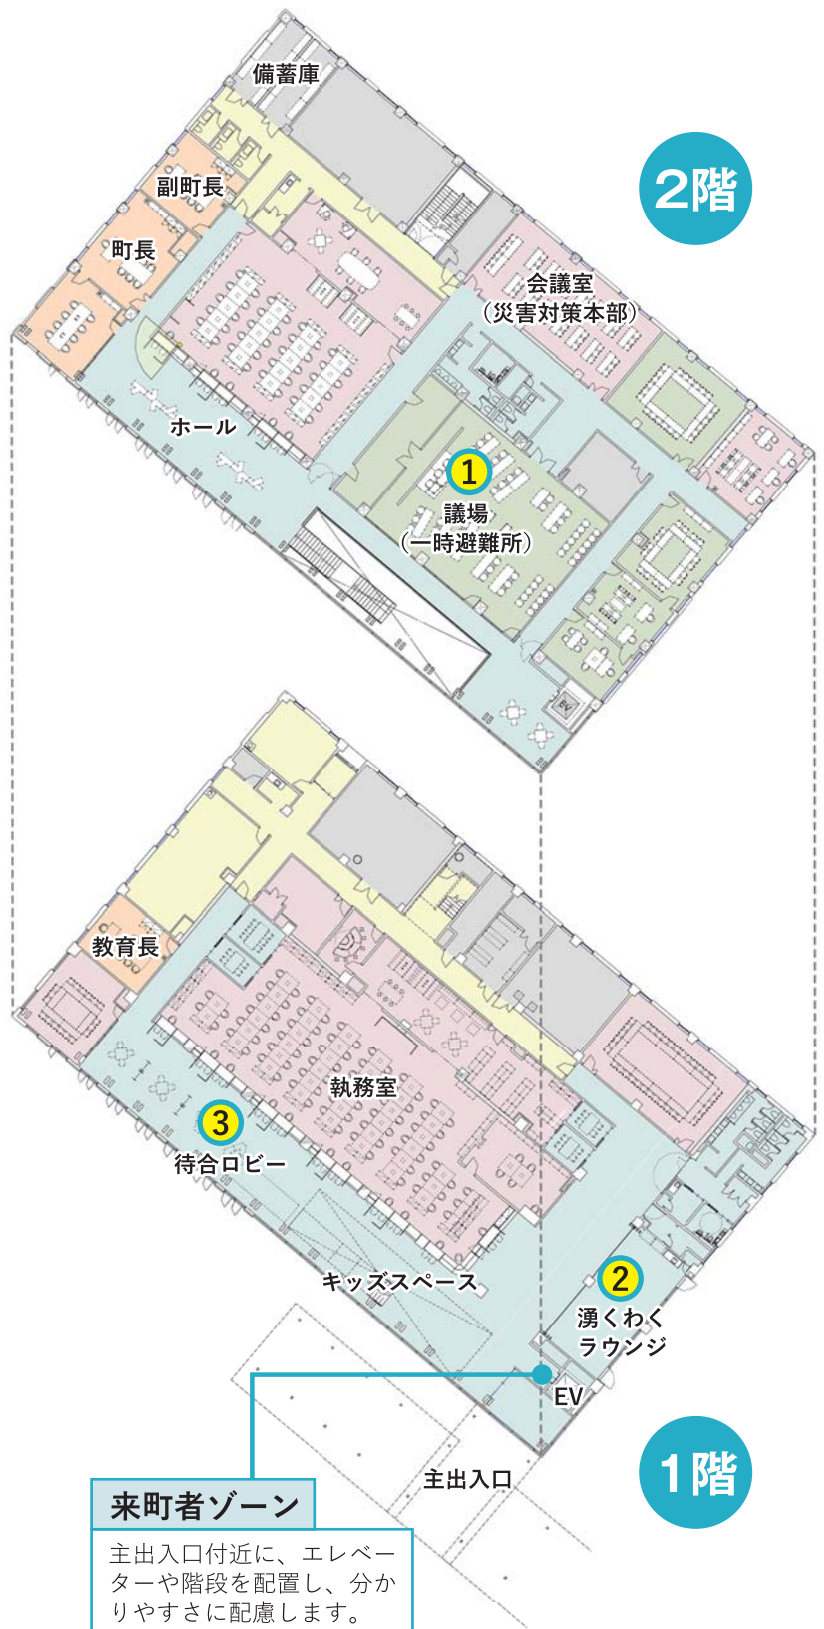 備蓄庫
2階
副町長
町長
会議室
（災害対策本部）
ホール
1
議場
（一時避難所）
EV
教育長
執務室
3
待合ロビー
キッズスペース
2
湧くわく
ラウンジ
EV
主出入口
1階
来町者ゾーン
主出入口付近に、エレベー
ターや階段を配置し、分か
りやすさに配慮します。